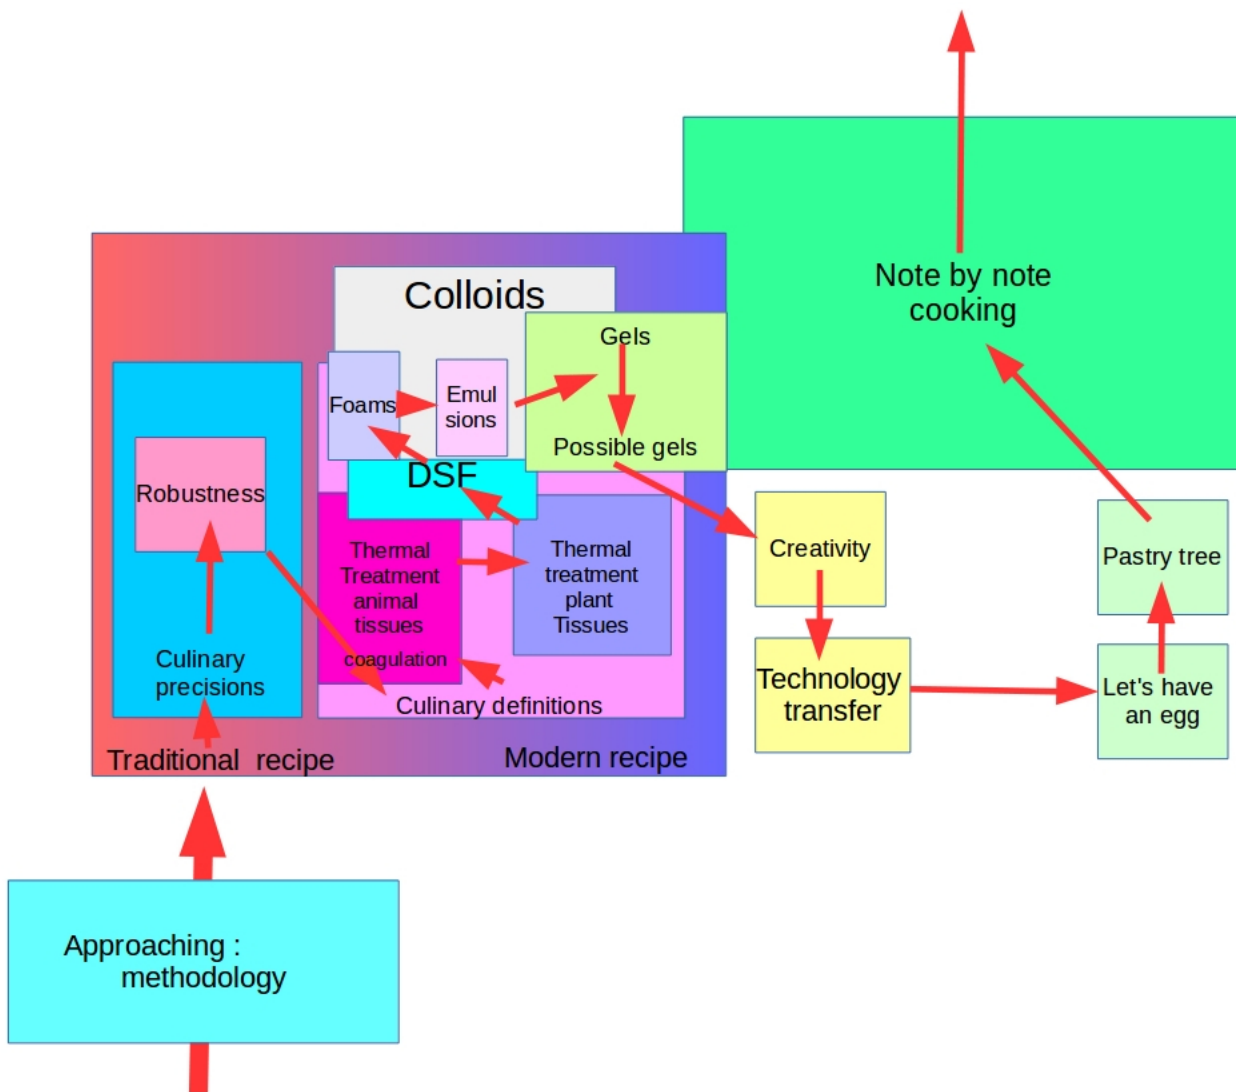 Note by note
cooking
Colloids
Gels
Foams
Emul
sions
Possible gels
DSF
Robustness
Thermal
Treatment
animal
tissues
coagulation
Thermal
treatment
plant
Tissues
Creativity
Pastry tree
Culinary
precisions
Culinary definitions
Technology
transfer
Let's have
an egg
Traditional recipe
Modern recipe
Approaching :
methodology